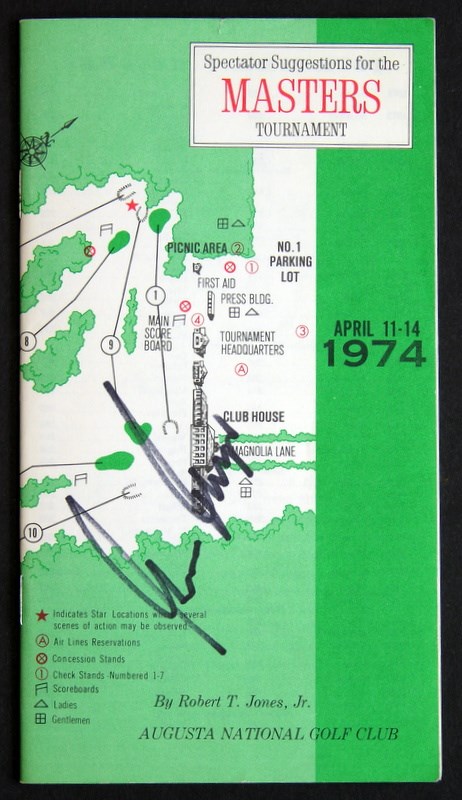 Spectator Suggestions for the
MASTERS
TOURNAMENT
PICNIC AREA 2
1
NO. 1
PARKING
LOT
FIRST AID
PRESS BLDG.
1
MAIN
SCORE
BOARD
4
TOURNAMENT
HEADQUARTERS
3
APRIL 11-14
1974
8
9
A
CLUB HOUSE
MAGNOLIA LANE
10
Indicates Star Locations where several
scenes of action may be observed
A Air Lines Reservations
Concession Stands
1 Check Stands Numbered 1-7
Scoreboards
Ladies
Gentlemen
By Robert T. Jones, Jr.
AUGUSTA NATIONAL GOLF CLUB